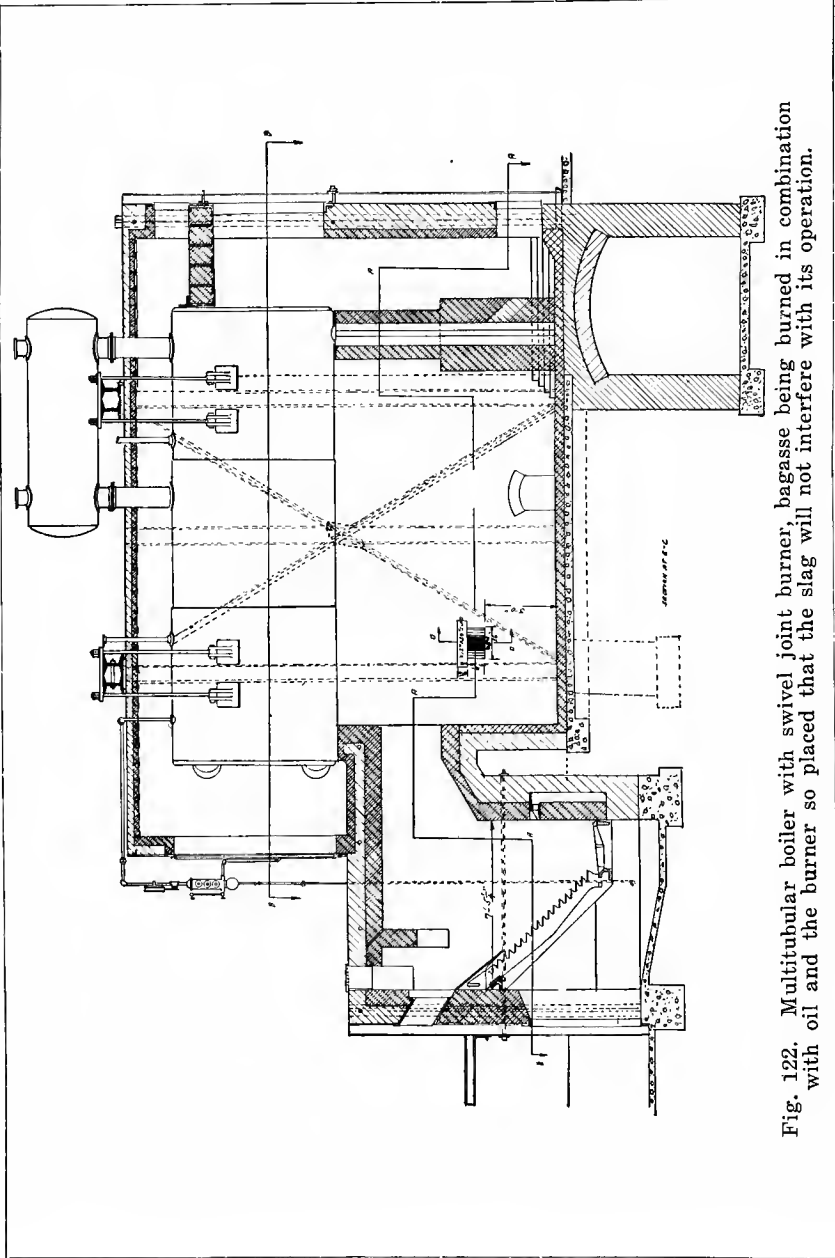 Fig. 122. Multitubular boiler with swivel joint burner, bagasse being burned in combination
with oil and the burner so placed that the slag will not interfere with its operation.